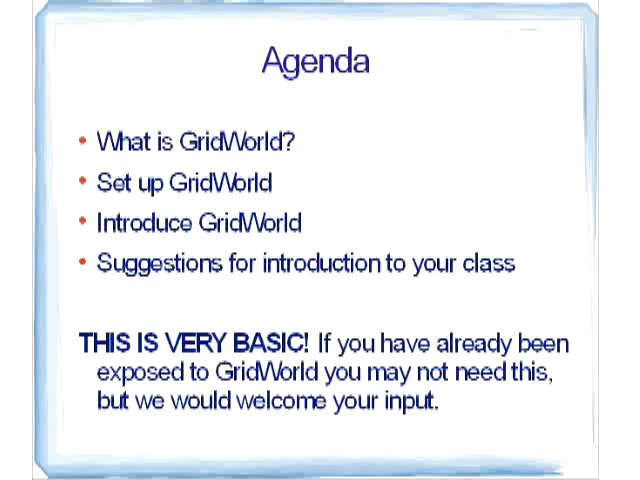 Agenda
• What is GridWorld?
• Set up GridWorld
• Introduce GridWorld
• Suggestions for introduction to your class
THIS IS VERY BASIC! If you have already been
exposed to GridWorld you may not need this,
but we would welcome your input.